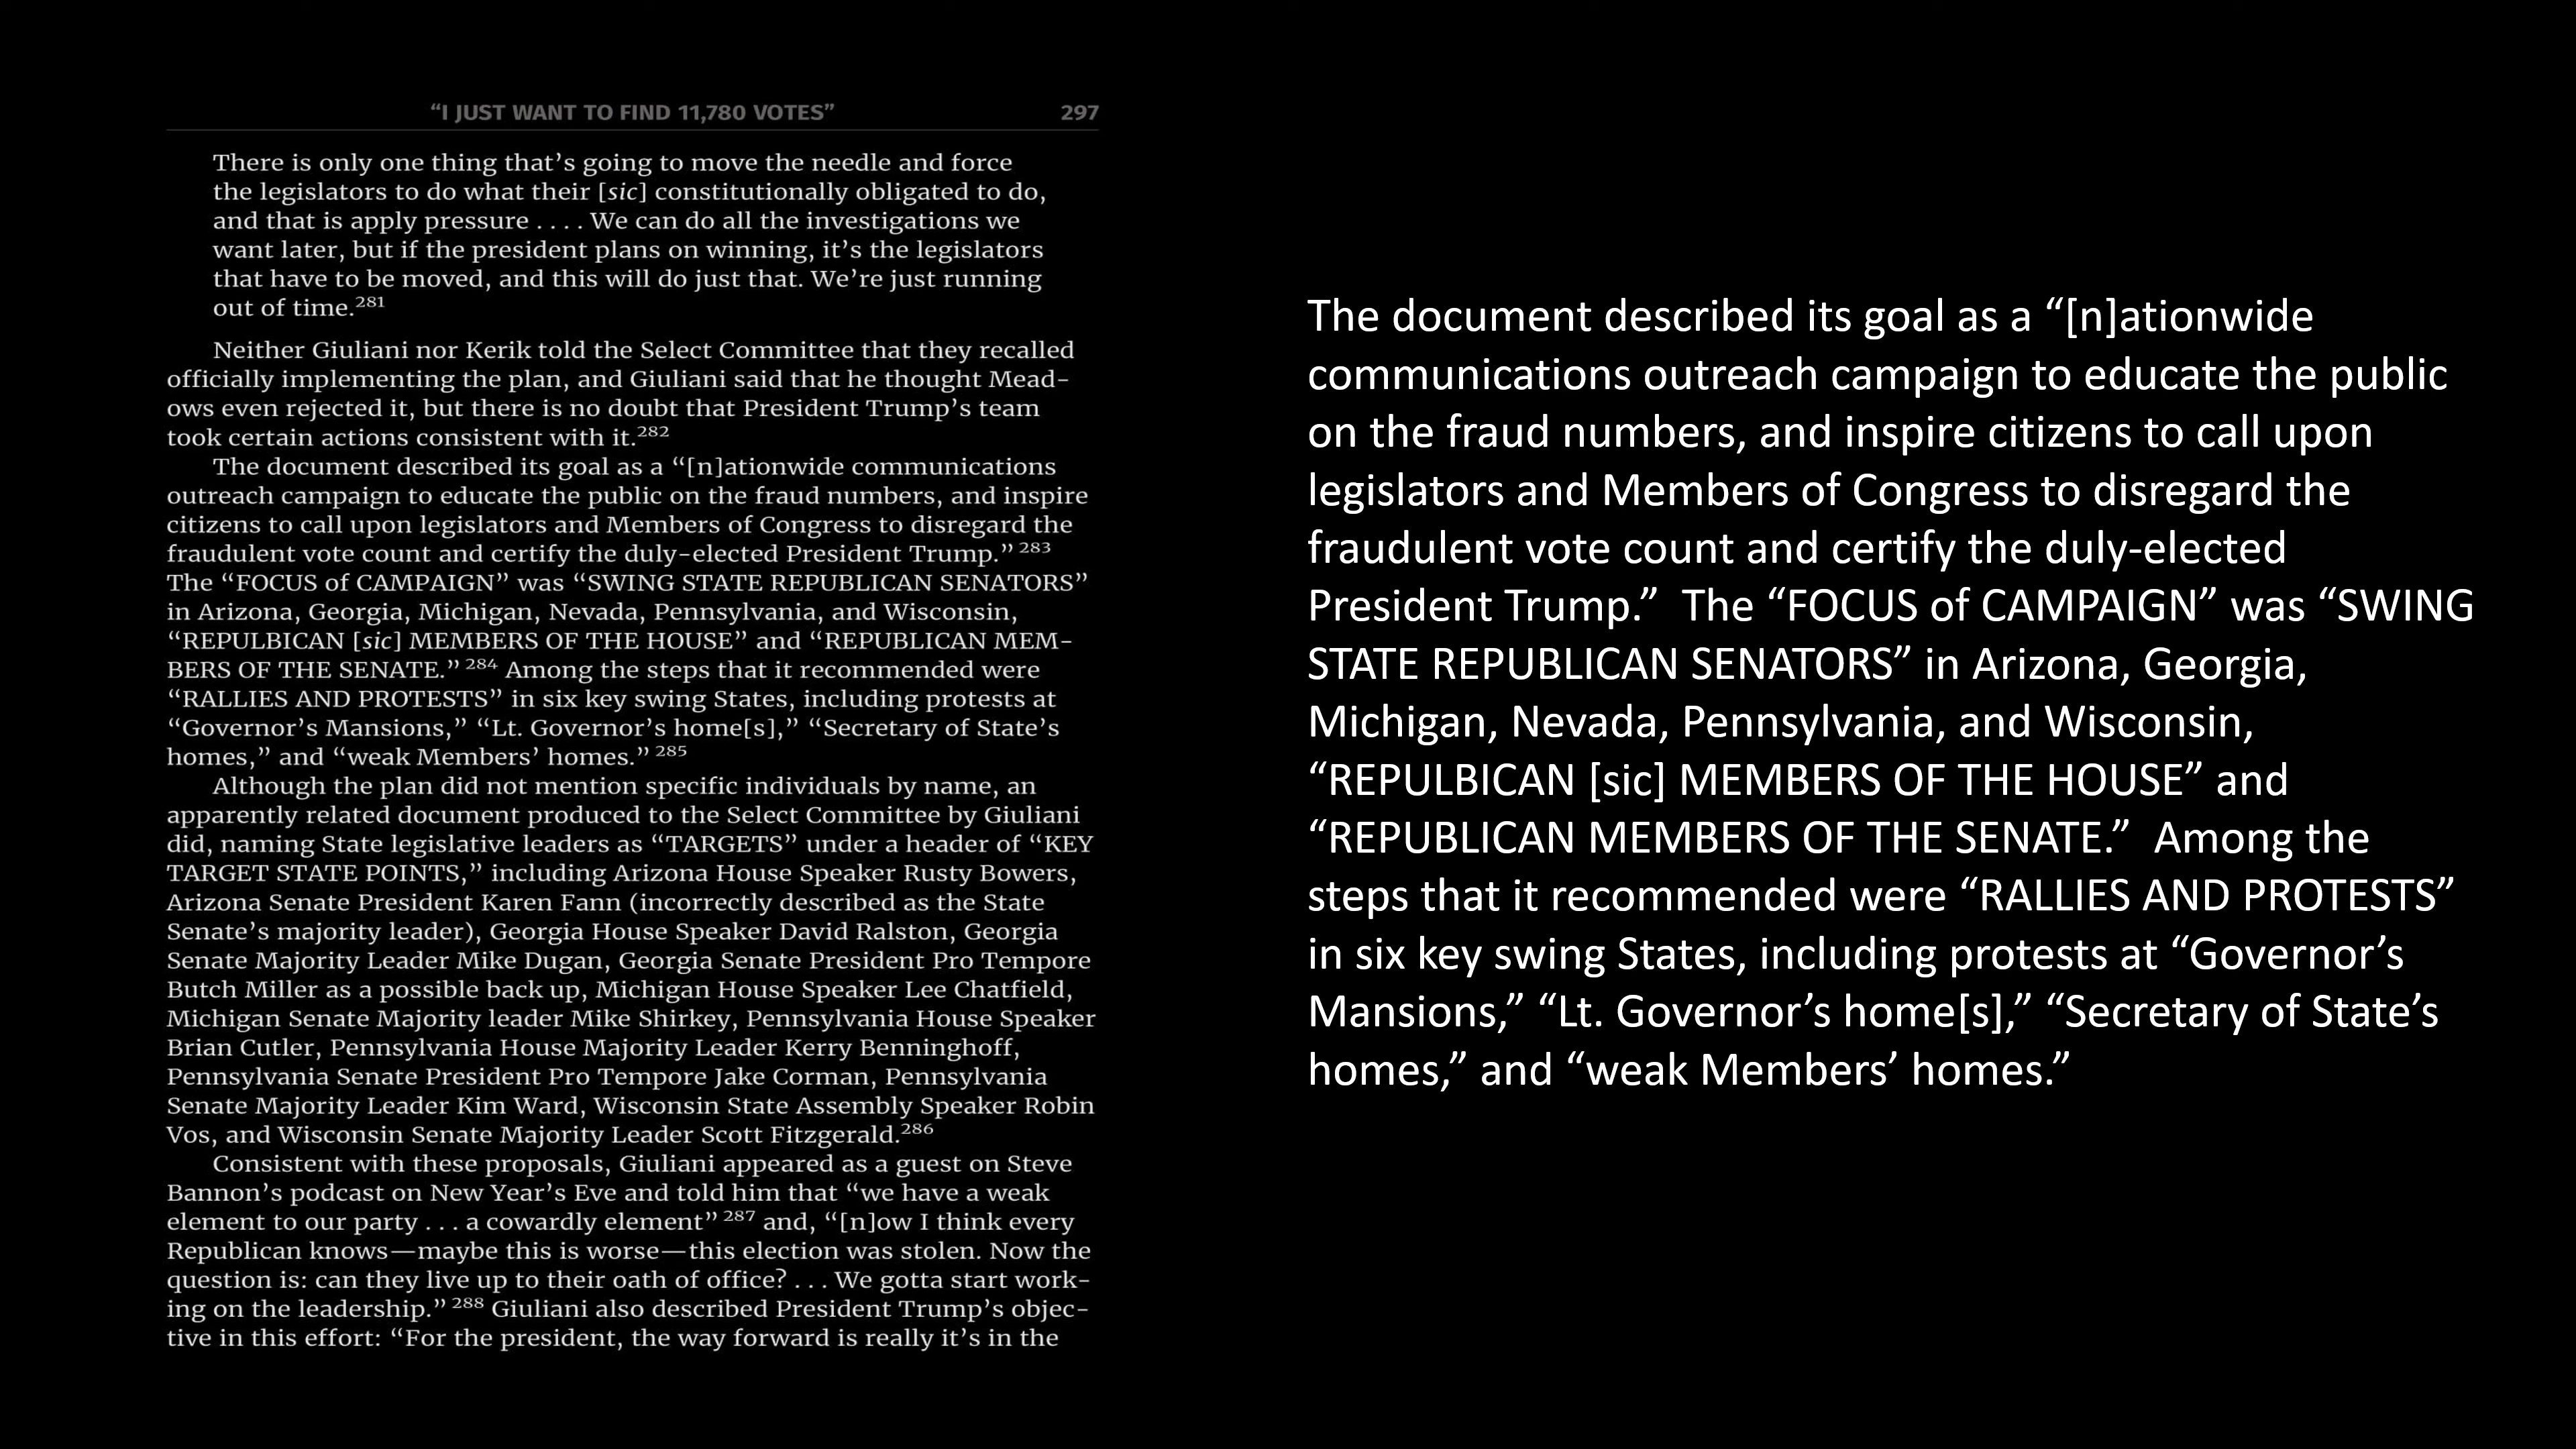 “I JUST WANT TO FIND 11,780 VOTES” 297
There is only one thing that’s going to move the needle and force
the legislators to do what their [sic] constitutionally obligated to do,
and that is apply pressure . . . . We can do all the investigations we
want later, but if the president plans on winning, it’s the legislators
that have to be moved, and this will do just that. We’re just running
out of time.281
Neither Giuliani nor Kerik told the Select Committee that they recalled
officially implementing the plan, and Giuliani said that he thought Mead-
ows even rejected it, but there is no doubt that President Trump’s team
took certain actions consistent with it.282
The document described its goal as a “[n]ationwide communications
outreach campaign to educate the public on the fraud numbers, and inspire
citizens to call upon legislators and Members of Congress to disregard the
fraudulent vote count and certify the duly-elected President Trump.” 283
The “FOCUS of CAMPAIGN” was “SWING STATE REPUBLICAN SENATORS”
in Arizona, Georgia, Michigan, Nevada, Pennsylvania, and Wisconsin,
“REPULBICAN [sic] MEMBERS OF THE HOUSE” and “REPUBLICAN MEM-
BERS OF THE SENATE.” 284 Among the steps that it recommended were
“RALLIES AND PROTESTS” in six key swing States, including protests at
“Governor’s Mansions,” “Lt. Governor’s home[s],” “Secretary of State’s
homes,” and “weak Members’ homes.” 285
Although the plan did not mention specific individuals by name, an
apparently related document produced to the Select Committee by Giuliani
did, naming State legislative leaders as “TARGETS” under a header of “KEY
TARGET STATE POINTS,” including Arizona House Speaker Rusty Bowers,
Arizona Senate President Karen Fann (incorrectly described as the State
Senate’s majority leader), Georgia House Speaker David Ralston, Georgia
Senate Majority Leader Mike Dugan, Georgia Senate President Pro Tempore
Butch Miller as a possible back up, Michigan House Speaker Lee Chatfield,
Michigan Senate Majority leader Mike Shirkey, Pennsylvania House Speaker
Brian Cutler, Pennsylvania House Majority Leader Kerry Benninghoff,
Pennsylvania Senate President Pro Tempore Jake Corman, Pennsylvania
Senate Majority Leader Kim Ward, Wisconsin State Assembly Speaker Robin
Vos, and Wisconsin Senate Majority Leader Scott Fitzgerald.286
Consistent with these proposals, Giuliani appeared as a guest on Steve
Bannon’s podcast on New Year’s Eve and told him that “we have a weak
element to our party . . . a cowardly element” 287 and, “[n]ow I think every
Republican knows—maybe this is worse—this election was stolen. Now the
question is: can they live up to their oath of office? . . . We gotta start work-
ing on the leadership.” 288 Giuliani also described President Trump’s objec-
tive in this effort: “For the president, the way forward is really it’s in the
The document described its goal as a “[n]ationwide
communications outreach campaign to educate the public
on the fraud numbers, and inspire citizens to call upon
legislators and Members of Congress to disregard the
fraudulent vote count and certify the duly-elected
President Trump.” The “FOCUS of CAMPAIGN” was “SWING
STATE REPUBLICAN SENATORS” in Arizona, Georgia,
Michigan, Nevada, Pennsylvania, and Wisconsin,
“REPULBICAN [sic] MEMBERS OF THE HOUSE” and
“REPUBLICAN MEMBERS OF THE SENATE.” Among the
steps that it recommended were “RALLIES AND PROTESTS”
in six key swing States, including protests at “Governor’s
Mansions,” “Lt. Governor’s home[s],” “Secretary of State’s
homes,” and “weak Members’ homes.”